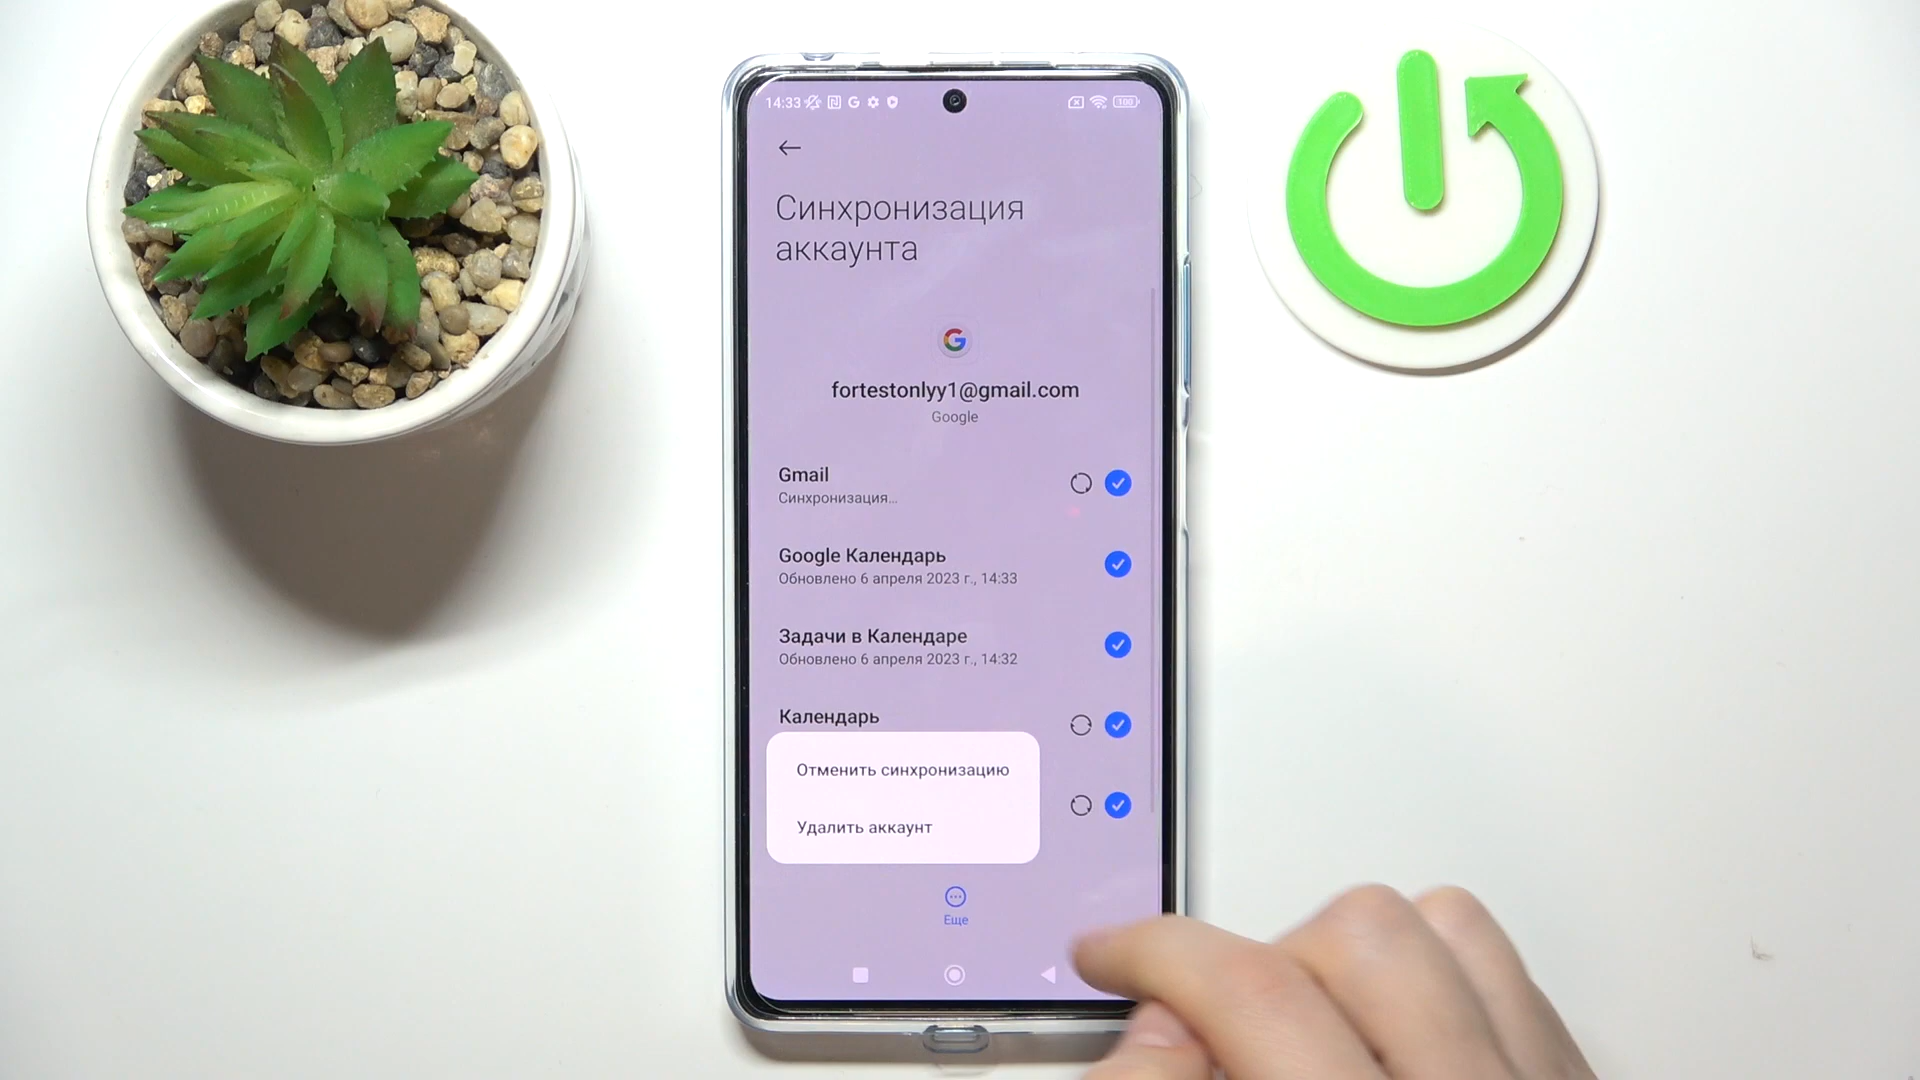 14:33
100
Синхронизация
аккаунта
fortestonlyy1@gmail.com
Google
Gmail
Синхронизация...
Google Календарь
Обновлено 6 апреля 2023 г., 14:33
Задачи в Календаре
Обновлено 6 апреля 2023 г., 14:32
Календарь
Отменить синхронизацию
Удалить аккаунт
Еще